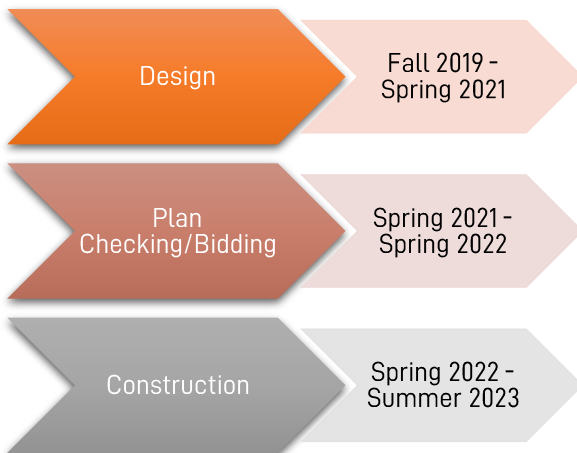 Design
Fall 2019 -
Spring 2021
Plan
Checking/Bidding
Spring 2021 -
Spring 2022
Construction
Spring 2022 -
Summer 2023